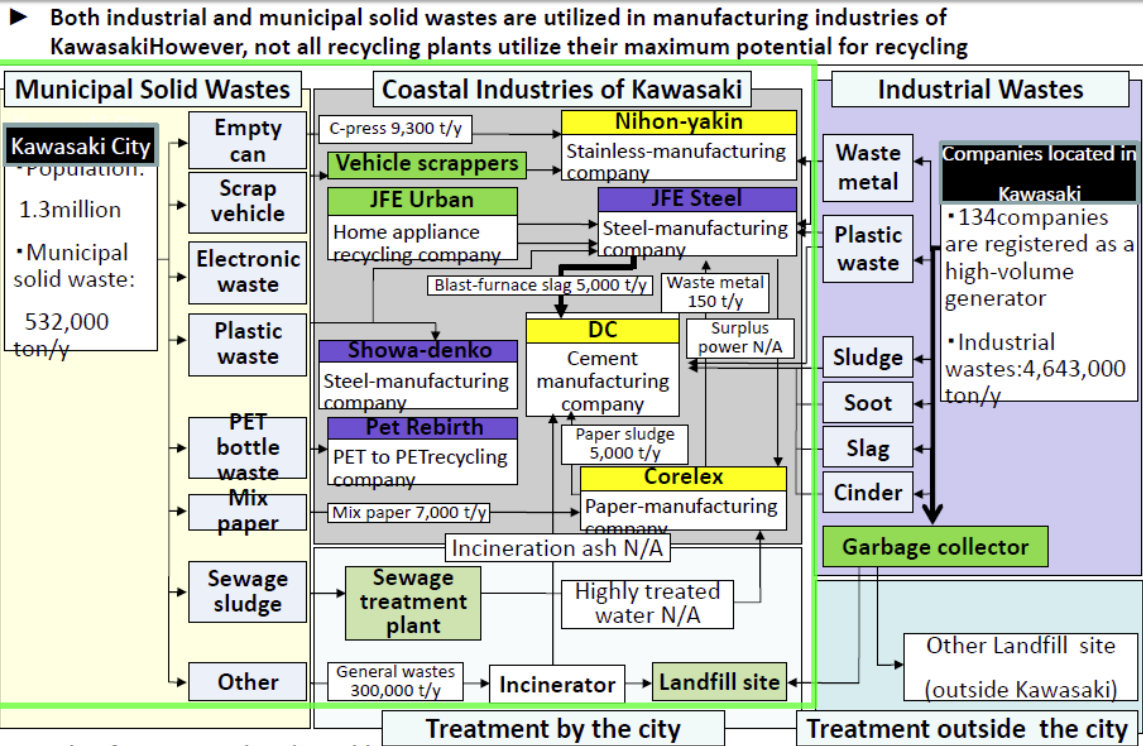 ► Both industrial and municipal solid wastes are utilized in manufacturing industries of
KawasakiHowever, not all recycling plants utilize their maximum potential for recycling
Municipal Solid Wastes
Kawasaki City
Population:
1.3million
・Municipal
solid waste:
532,000
ton/y
Empty
can
Scrap
vehicle
Electronic
waste
Plastic
waste
PET
bottle
waste
Mix
paper
Sewage
sludge
Other
Coastal Industries of Kawasaki
C-press 9,300 t/y
Nihon-yakin
Stainless-manufacturing
company
Vehicle scrappers
JFE Urban
Home appliance
recycling company
JFE Steel
Steel-manufacturing
company
Blast-furnace slag 5,000 t/y
Waste metal
150 t/y
DC
Cement
manufacturing
company
Surplus
power N/A
Showa-denko
Steel-manufacturing
company
Pet Rebirth
PET to PETrecycling
company
Paper sludge
5,000 t/y
Corelex
Paper-manufacturing
company
Mix paper 7,000 t/y
Incineration ash N/A
Sewage
treatment
plant
Highly treated
water N/A
General wastes
300,000 t/y
Incinerator
Landfill site
Treatment by the city
Industrial Wastes
Waste
metal
Plastic
waste
Sludge
Soot
Slag
Cinder
Companies located in
Kawasaki
・134companies
are registered as a
high-volume
generator
・Industrial
wastes:4,643,000
ton/y
Garbage collector
Other Landfill site
(outside Kawasaki)
Treatment outside the city